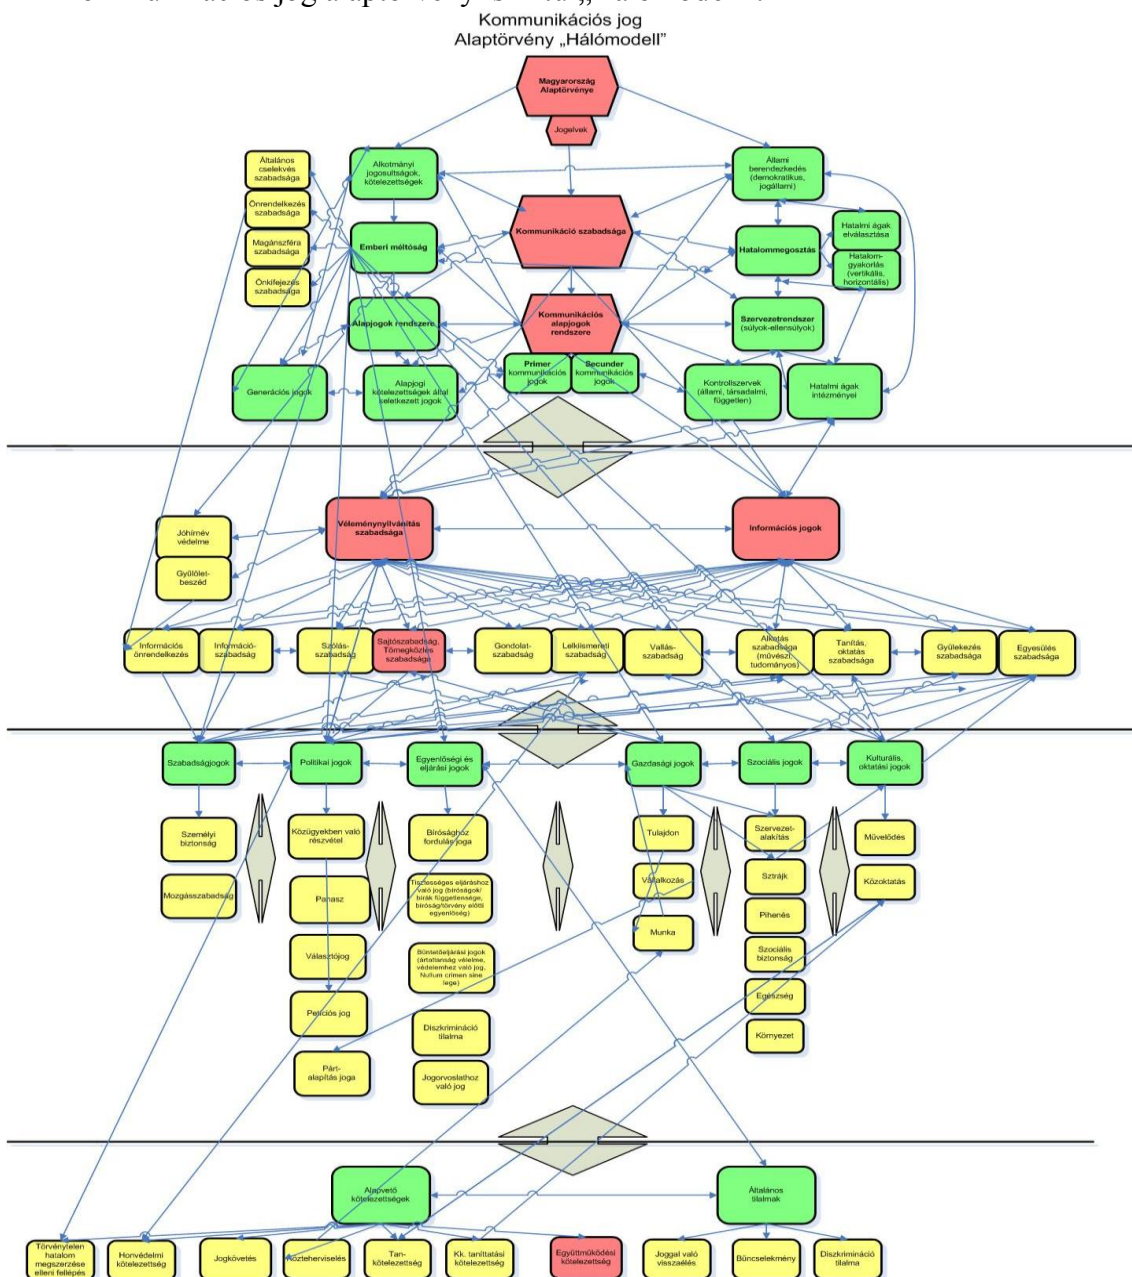 Kommunikációs jog
Alaptörvény „Hálómodell”
Magyarország
Alaptörvénye
Jogelvek
Általános
cselekvés
szabadsága
Önrendelkezés
szabadsága
Magánszféra
szabadsága
Önkifejezés
szabadsága
Alkotmányi
jogosultságok,
kötelezettségek
Emberi méltóság
Alapjogok rendszere
Generációs jogok
Alapjogi
kötelezettségek által
keletkezett jogok
Kommunikáció szabadsága
Kommunikációs
alapjogok
rendszere
Primer
kommunikációs
jogok
Secunder
kommunikációs
jogok
Állami
berendezkedés
(demokratikus,
jogállami)
Hatalommegosztás
Hatalmi ágak
elválasztása
Hatalom-
gyakorlás
(vertikális,
horizontális)
Szervezetrendszer
(súlyok-ellensúlyok)
Kontrollszervek
(állami, társadalmi,
független)
Hatalmi ágak
intézményei
Jóhírnév
védelme
Gyűlölet-
beszéd
Véleménynyilvánítás
szabadsága
Információs jogok
Információs
önrendelkezés
Információ-
szabadság
Szólás-
szabadság
Sajtószabadság,
Tömegközlés
szabadsága
Gondolat-
szabadság
Lelkiismereti
szabadság
Vallás-
szabadság
Alkotás
szabadsága
(művészi,
tudományos)
Tanítás,
oktatás
szabadsága
Gyülekezés
szabadsága
Egyesülés
szabadsága
Szabadságjogok
Politikai jogok
Egyenlőségi és
eljárási jogok
Gazdasági jogok
Szociális jogok
Kulturális,
oktatási jogok
Személyi
biztonság
Mozgásszabadság
Közügyekben való
részvétel
Panasz
Választójog
Petíciós jog
Párt-
alapítás joga
Bírósághoz
fordulás joga
Tisztességes eljáráshoz
való jog (bíróságok/
bírák függetlensége,
bíróság/törvény előtti
egyenlőség)
Büntetőeljárási jogok
(ártatlanság vélelme,
védelemhez való jog,
Nullum crimen sine
lege)
Diszkrimináció
tilalma
Jogorvoslathoz
való jog
Tulajdon
Vállalkozás
Munka
Szervezet-
alakítás
Sztrájk
Pihenés
Szociális
biztonság
Egészség
Környezet
Művelődés
Közoktatás
Alapvető
kötelezettségek
Általános
tilalmak
Törvénytelen
hatalom
megszerzése
elleni fellépés
Honvédelmi
kötelezettség
Jogkövetés
Közteherviselés
Tan-
kötelezettség
Kk. taníttatási
kötelezettség
Együttműködési
kötelezettség
Joggal való
visszaélés
Bűncselekmény
Diszkrimináció
tilalma